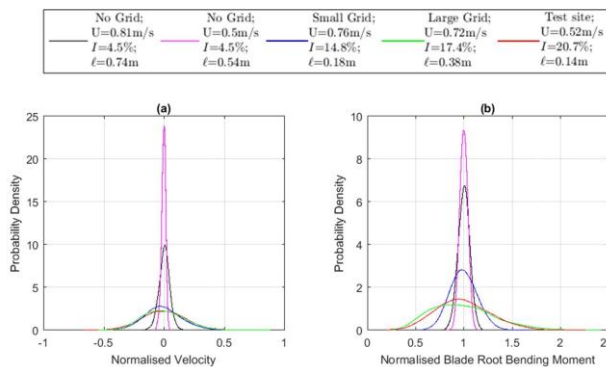 No Grid; No Grid; Small Grid; Large Grid; Test site;
U=0.81m/s U=0.5m/s U=0.76m/s U=0.72m/s U=0.52m/s
I=4.5%; I=4.5%; I=14.8%; I=17.4%; I=20.7%;
ℓ=0.74m ℓ=0.54m ℓ=0.18m ℓ=0.38m ℓ=0.14m
(a)
25
20
15
10
5
0
Probability Density
-1 -0.5 0 0.5 1
Normalised Velocity
(b)
10
8
6
4
2
0
Probability Density
0 0.5 1 1.5 2
Normalised Blade Root Bending Moment